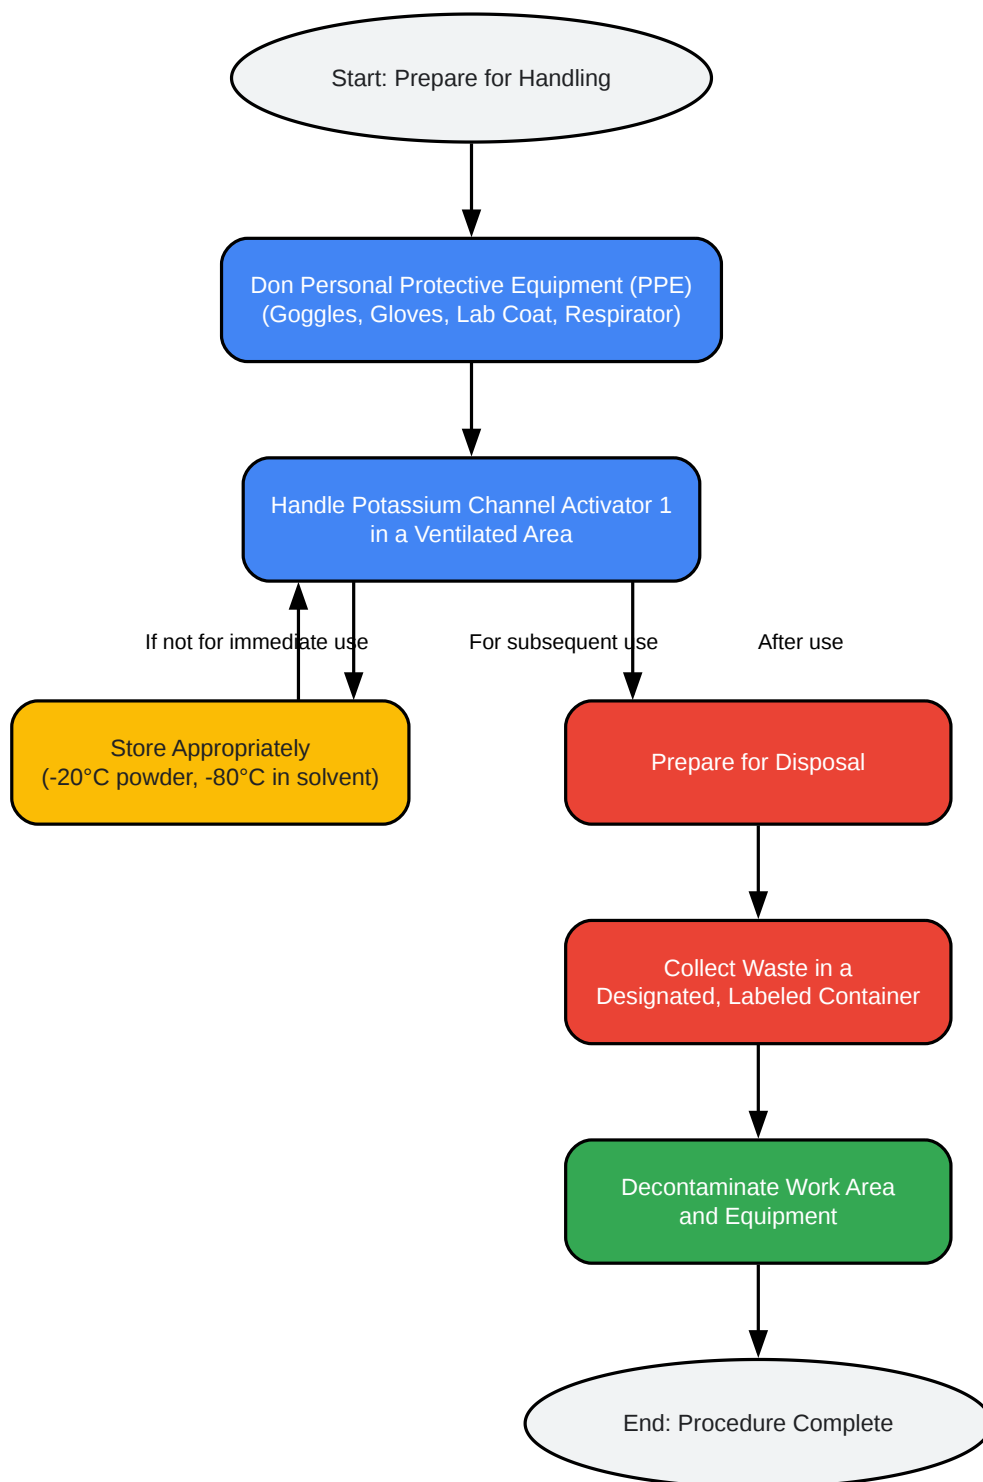 Start: Prepare for Handling
Don Personal Protective Equipment (PPE)
(Goggles, Gloves, Lab Coat, Respirator)
Handle Potassium Channel Activator 1
in a Ventilated Area
If not for immediate use
For subsequent use
After use
Store Appropriately
(-20°C powder, -80°C in solvent)
Prepare for Disposal
Collect Waste in a
Designated, Labeled Container
Decontaminate Work Area
and Equipment
End: Procedure Complete